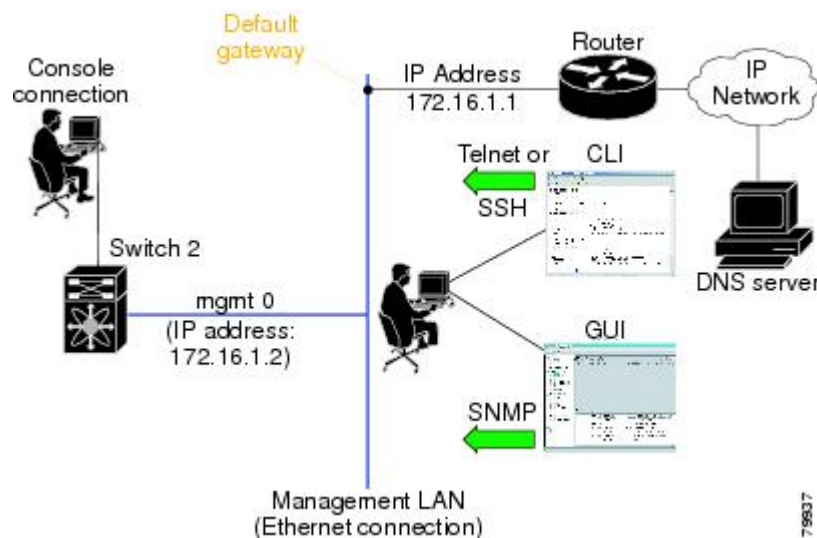 Default
gateway
Console
connection
IP Address
172.16.1.1
Router
IP
Network
Telnet or
CLI
SSH
Switch 2
DNS server
mgmt 0
(IP address:
172.16.1.2)
GUI
SNMP
Management LAN
(Ethernet connection)
79937